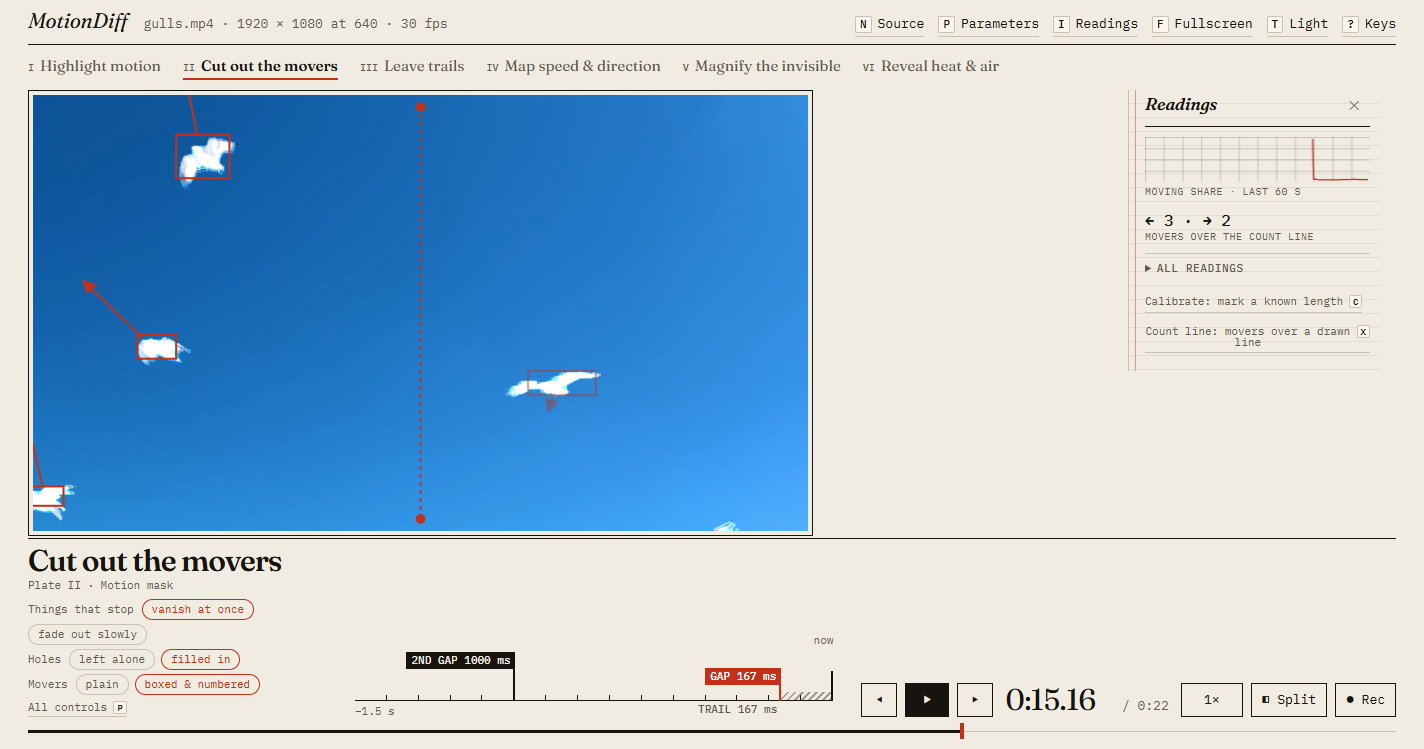 MotionDiff gulls.mp4 · 1920 × 1080 at 640 · 30 fps
N Source P Parameters I Readings F Fullscreen T Light ? Keys
I Highlight motion II Cut out the movers III Leave trails IV Map speed & direction V Magnify the invisible VI Reveal heat & air
Readings ×
MOVING SHARE · LAST 60 S
← 3 · → 2
MOVERS OVER THE COUNT LINE
▶ ALL READINGS
Calibrate: mark a known length c
Count line: movers over a drawn x
line
Cut out the movers
Plate II · Motion mask
Things that stop vanish at once
fade out slowly
Holes left alone filled in
Movers plain boxed & numbered
All controls P
now
2ND GAP 1000 ms
GAP 167 ms
−1.5 s
TRAIL 167 ms
◂ ▶ ▸ 0:15.16 / 0:22 1× ◧ Split ● Rec